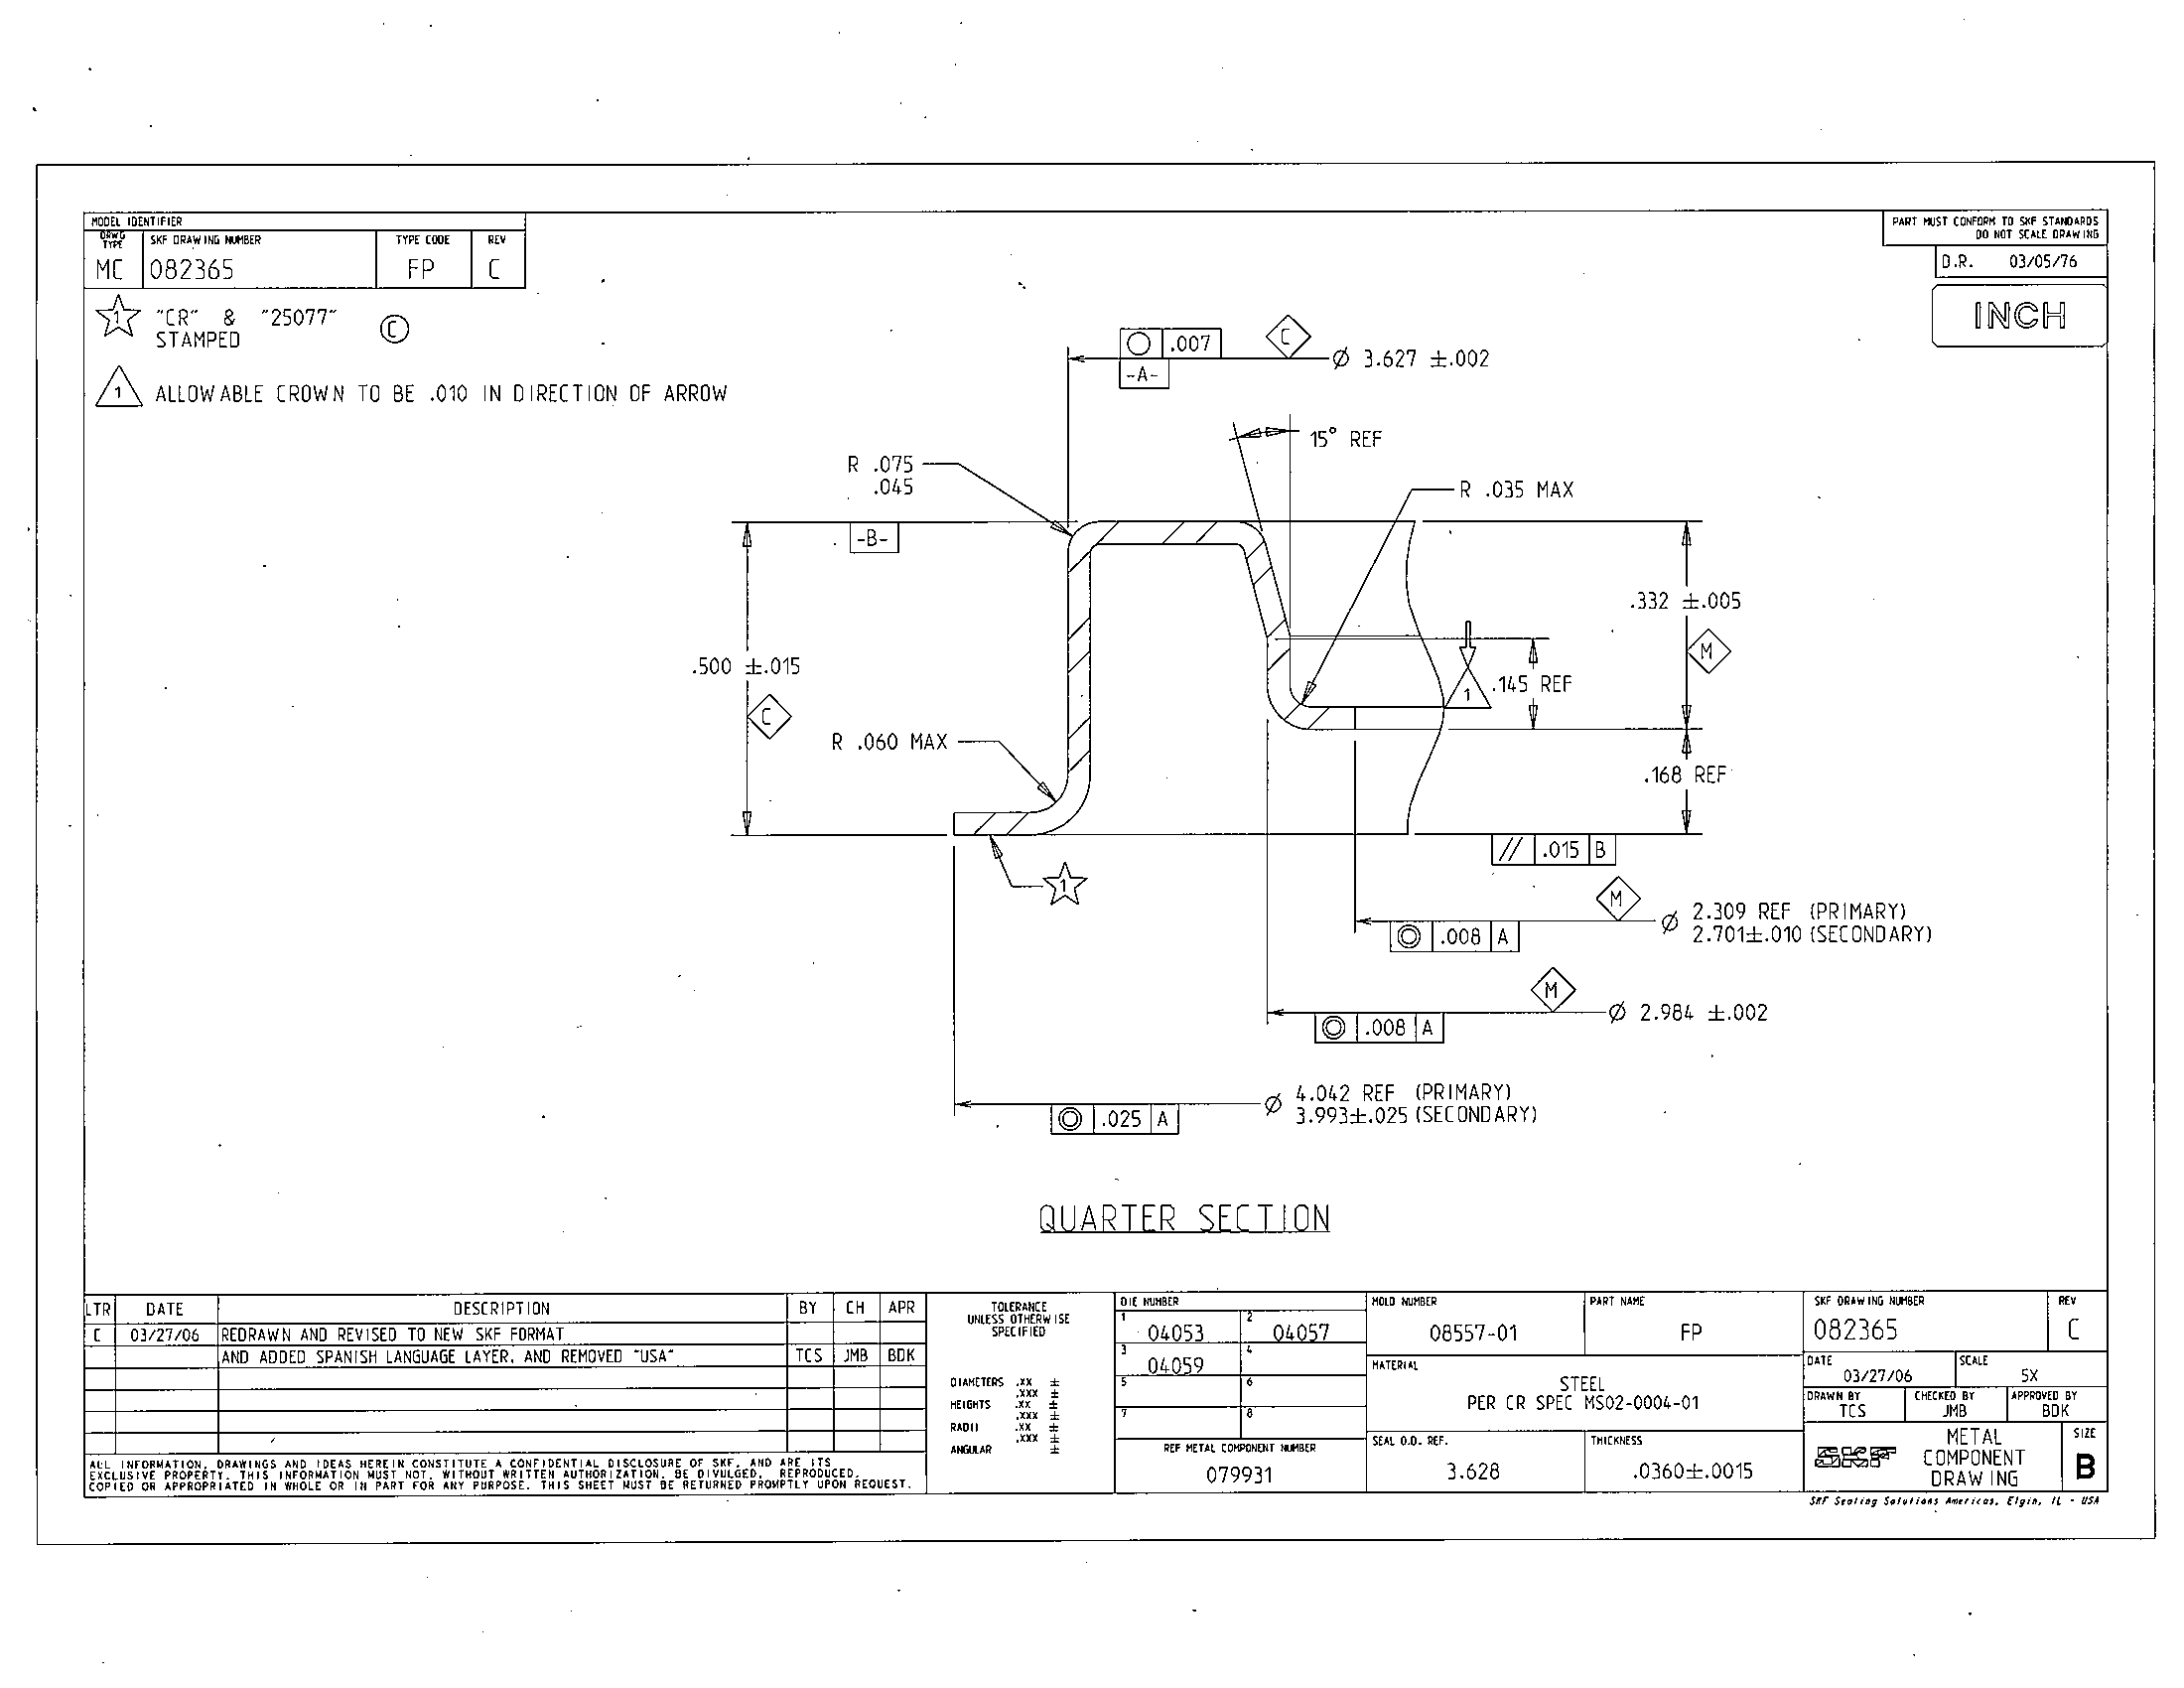 MODEL IDENTIFIER
DRWG TYPE
SKF DRAWING NUMBER
TYPE CODE
REV
MC
082365
FP
C
PART MUST CONFORM TO SKF STANDARDS
DO NOT SCALE DRAWING
D.R. 03/05/76
INCH
1 "CR" & "25077"
STAMPED
C
1 ALLOWABLE CROWN TO BE .010 IN DIRECTION OF ARROW
○ .007
-A-
C
Ø 3.627 ±.002
15° REF
R .075
.045
R .035 MAX
-B-
.332 ±.005
M
.500 ±.015
C
1
.145 REF
R .060 MAX
.168 REF
// .015 B
1
M
Ø 2.309 REF (PRIMARY)
2.701±.010 (SECONDARY)
◎ .008 A
M
Ø 2.984 ±.002
◎ .008 A
Ø 4.042 REF (PRIMARY)
3.993±.025 (SECONDARY)
◎ .025 A
QUARTER SECTION
LTR DATE DESCRIPTION BY CH APR
C 03/27/06 REDRAWN AND REVISED TO NEW SKF FORMAT
AND ADDED SPANISH LANGUAGE LAYER, AND REMOVED "USA" TCS JMB BDK
ALL INFORMATION, DRAWINGS AND IDEAS HEREIN CONSTITUTE A CONFIDENTIAL DISCLOSURE OF SKF, AND ARE ITS
EXCLUSIVE PROPERTY. THIS INFORMATION MUST NOT, WITHOUT WRITTEN AUTHORIZATION, BE DIVULGED, REPRODUCED,
COPIED OR APPROPRIATED IN WHOLE OR IN PART FOR ANY PURPOSE. THIS SHEET MUST BE RETURNED PROMPTLY UPON REQUEST.
TOLERANCE
UNLESS OTHERWISE
SPECIFIED
DIAMETERS .XX ±
.XXX ±
HEIGHTS .XX ±
.XXX ±
RADII .XX ±
.XXX ±
ANGULAR ±
DIE NUMBER
1 04053 2 04057
3 04059 4
5 6
7 8
REF METAL COMPONENT NUMBER
079931
MOLD NUMBER
08557-01
PART NAME
FP
MATERIAL
STEEL
PER CR SPEC MS02-0004-01
SEAL O.D. REF.
3.628
THICKNESS
.0360±.0015
SKF DRAWING NUMBER
082365
REV
C
DATE
03/27/06
SCALE
5X
DRAWN BY
TCS
CHECKED BY
JMB
APPROVED BY
BDK
SKF
METAL
COMPONENT
DRAWING
SIZE
B
SKF Sealing Solutions Americas, Elgin, IL - USA